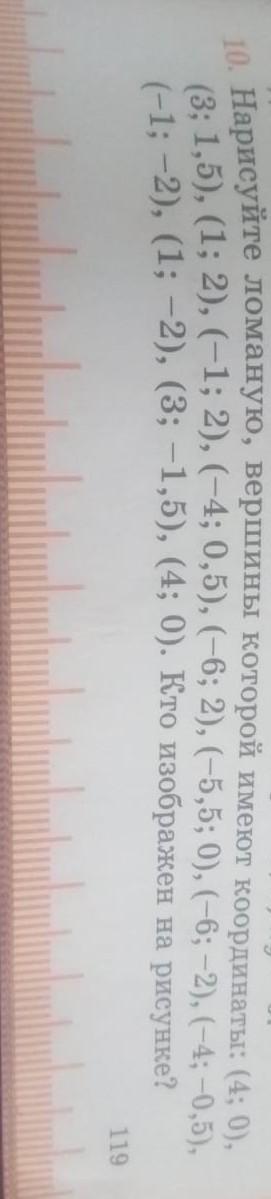 10. Нарисуйте ломаную, вершины которой имеют координаты: (4; 0),
(3; 1,5), (1; 2), (−1; 2), (−4; 0,5), (−6; 2), (−5,5; 0), (−6; −2), (−4; −0,5),
(−1; −2), (1; −2), (3; −1,5), (4; 0). Кто изображен на рисунке?
119